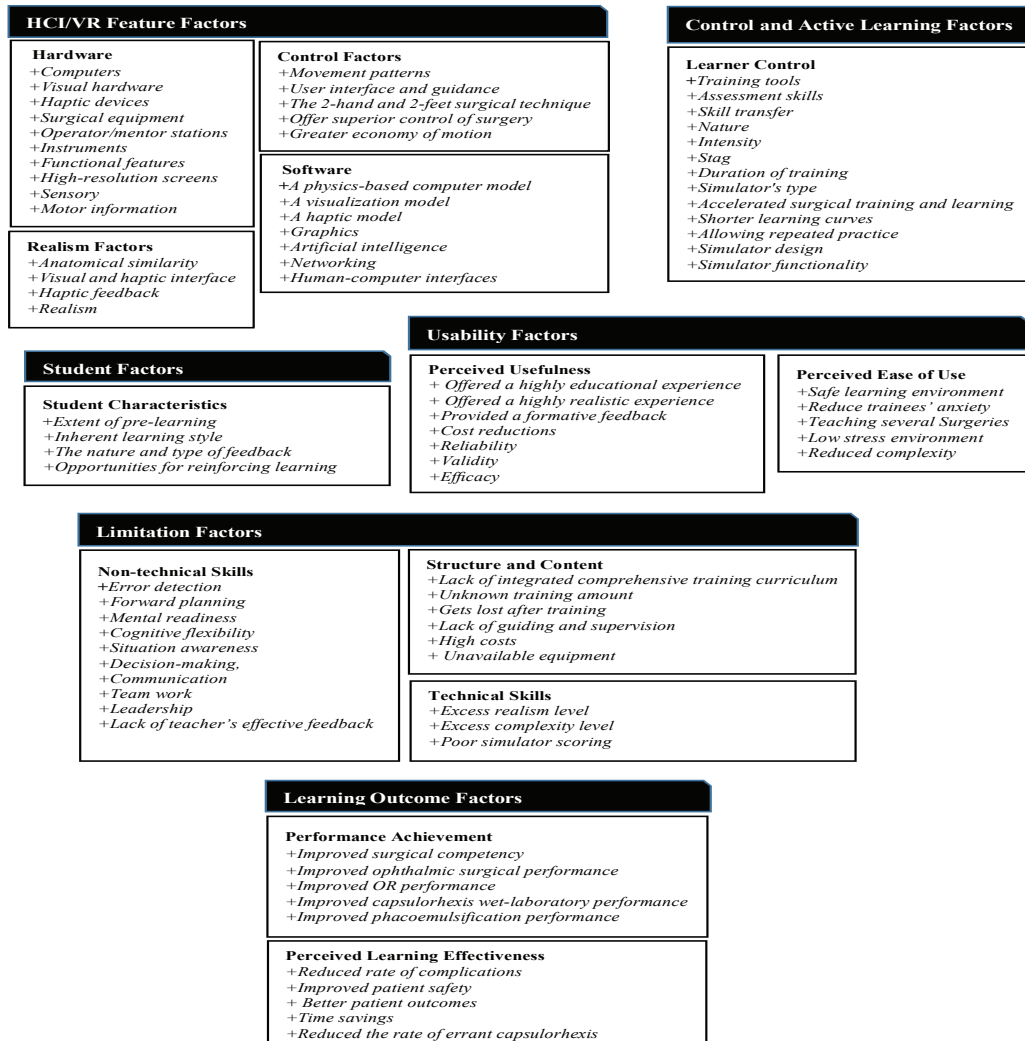 HCI/VR Feature Factors
Hardware
+Computers
+Visual hardware
+Haptic devices
+Surgical equipment
+Operator/mentor stations
+Instruments
+Functional features
+High-resolution screens
+Sensory
+Motor information
Realism Factors
+Anatomical similarity
+Visual and haptic interface
+Haptic feedback
+Realism
Control Factors
+Movement patterns
+User interface and guidance
+The 2-hand and 2-feet surgical technique
+Offer superior control of surgery
+Greater economy of motion
Software
+A physics-based computer model
+A visualization model
+A haptic model
+Graphics
+Artificial intelligence
+Networking
+Human-computer interfaces
Control and Active Learning Factors
Learner Control
+Training tools
+Assessment skills
+Skill transfer
+Nature
+Intensity
+Stag
+Duration of training
+Simulator's type
+Accelerated surgical training and learning
+Shorter learning curves
+Allowing repeated practice
+Simulator design
+Simulator functionality
Student Factors
Student Characteristics
+Extent of pre-learning
+Inherent learning style
+The nature and type of feedback
+Opportunities for reinforcing learning
Usability Factors
Perceived Usefulness
+ Offered a highly educational experience
+ Offered a highly realistic experience
+Provided a formative feedback
+Cost reductions
+Reliability
+Validity
+Efficacy
Perceived Ease of Use
+Safe learning environment
+Reduce trainees' anxiety
+Teaching several Surgeries
+Low stress environment
+Reduced complexity
Limitation Factors
Non-technical Skills
+Error detection
+Forward planning
+Mental readiness
+Cognitive flexibility
+Situation awareness
+Decision-making,
+Communication
+Team work
+Leadership
+Lack of teacher's effective feedback
Structure and Content
+Lack of integrated comprehensive training curriculum
+Unknown training amount
+Gets lost after training
+Lack of guiding and supervision
+High costs
+ Unavailable equipment
Technical Skills
+Excess realism level
+Excess complexity level
+Poor simulator scoring
Learning Outcome Factors
Performance Achievement
+Improved surgical competency
+Improved ophthalmic surgical performance
+Improved OR performance
+Improved capsulorhexis wet-laboratory performance
+Improved phacoemulsification performance
Perceived Learning Effectiveness
+Reduced rate of complications
+Improved patient safety
+ Better patient outcomes
+Time savings
+Reduced the rate of errant capsulorhexis